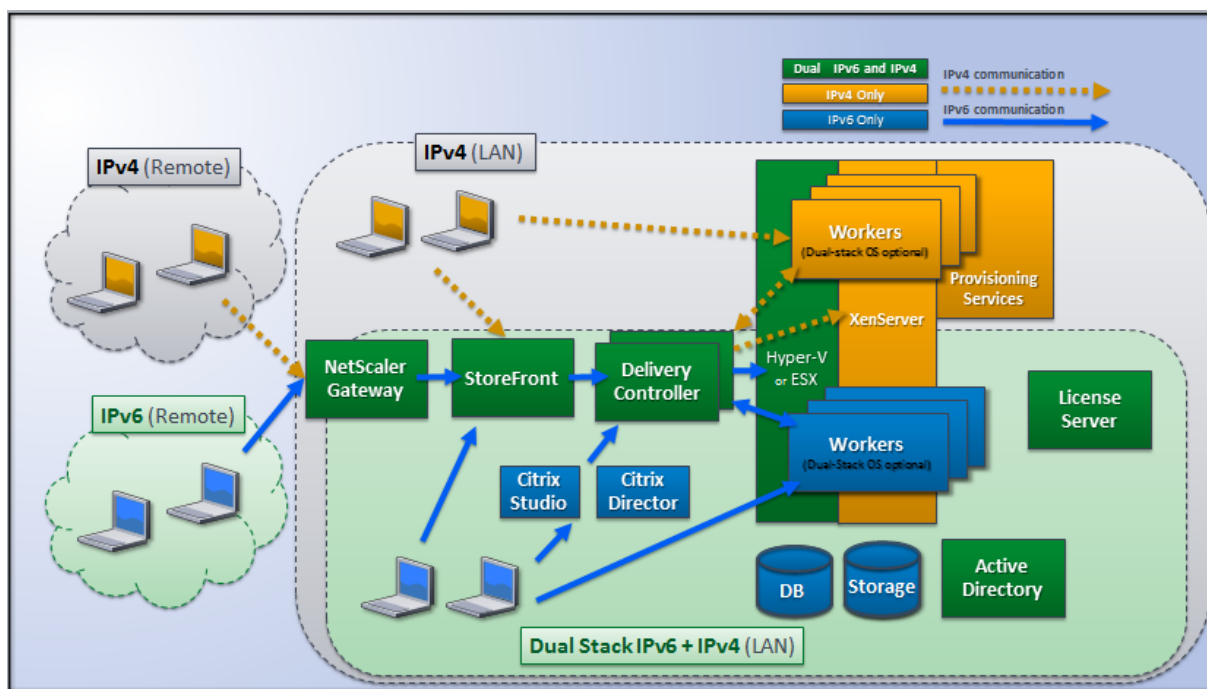 Dual IPv6 and IPv4
IPv4 Only
IPv6 Only
IPv4 communication
IPv6 communication
IPv4 (Remote)
IPv4 (LAN)
Workers
(Dual-stack OS optional)
Provisioning
Services
XenServer
NetScaler
Gateway
StoreFront
Delivery
Controller
Hyper-V
or ESX
License
Server
IPv6 (Remote)
Workers
(Dual-Stack OS optional)
Citrix
Studio
Citrix
Director
DB
Storage
Active
Directory
Dual Stack IPv6 + IPv4 (LAN)